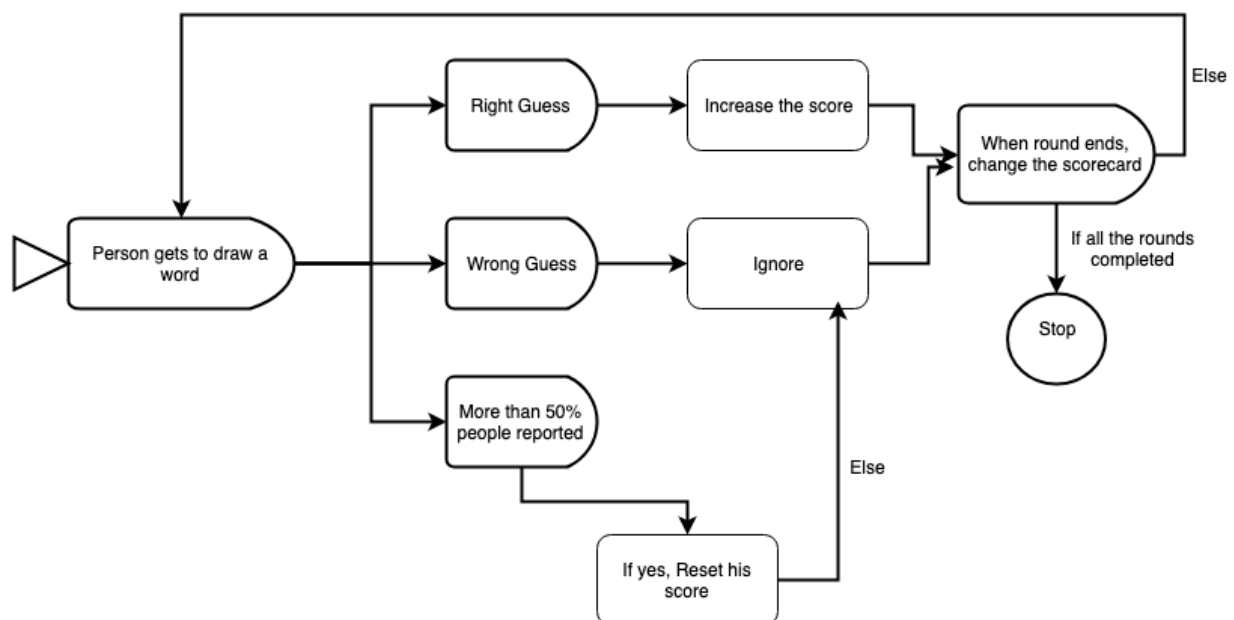 Else
Right Guess
Increase the score
When round ends,
change the scorecard
Person gets to draw a
word
Wrong Guess
Ignore
If all the rounds
completed
Stop
More than 50%
people reported
Else
If yes, Reset his
score